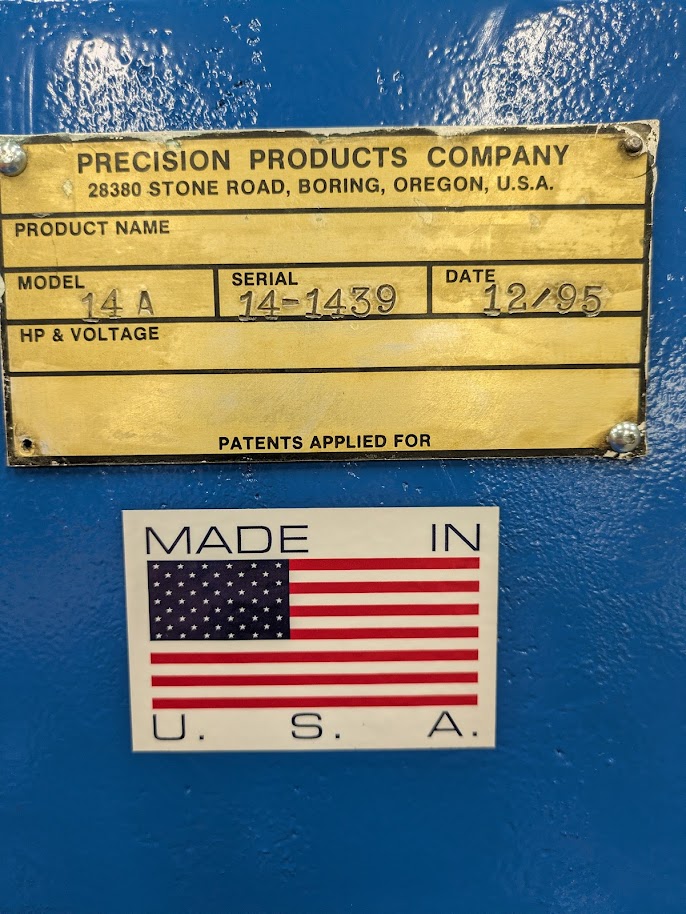 PRECISION PRODUCTS COMPANY
28380 STONE ROAD, BORING, OREGON, U.S.A.
PRODUCT NAME
MODEL 14 A SERIAL 14-1439 DATE 12/95
HP & VOLTAGE
PATENTS APPLIED FOR
MADE IN
U. S. A.